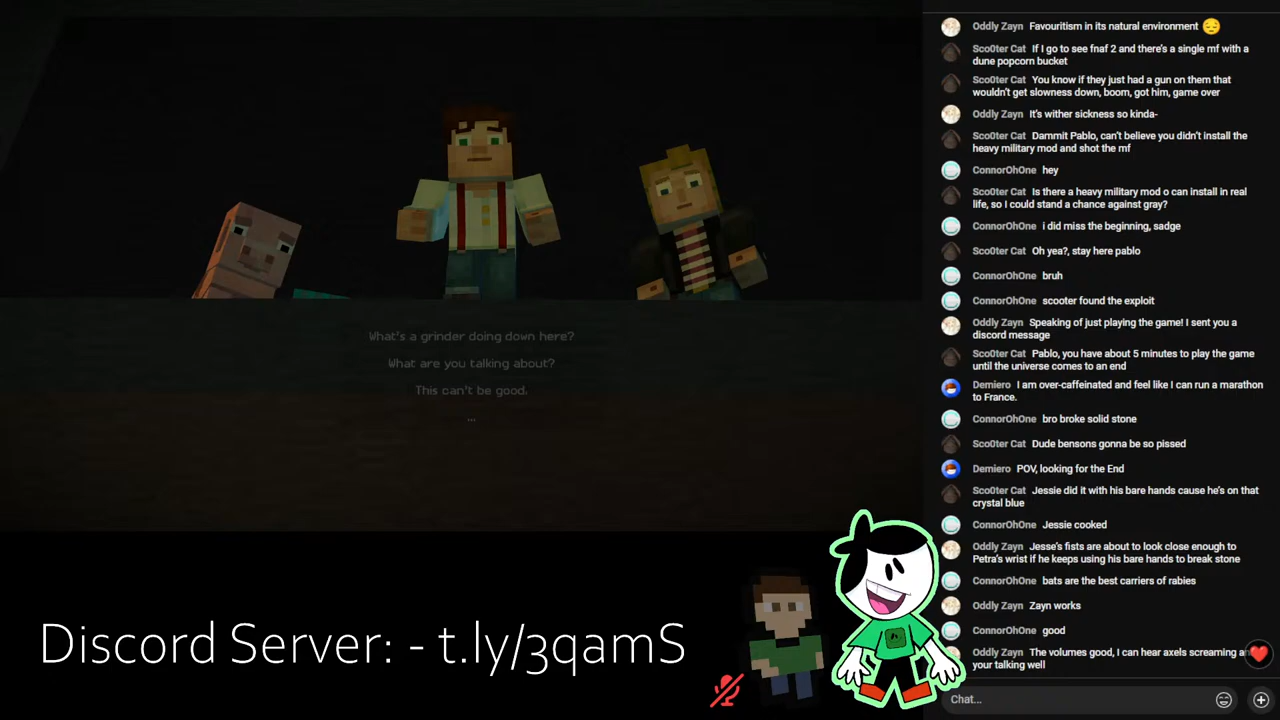 What's a grinder doing down here?
What are you talking about?
This can't be good.
...
Discord Server: - t.ly/3qamS
Oddly Zayn Favouritism in its natural environment 😔
Sco0ter Cat If I go to see fnaf 2 and there's a single mf with a
dune popcorn bucket
Sco0ter Cat You know if they just had a gun on them that
wouldn't get slowness down, boom, got him, game over
Oddly Zayn It's wither sickness so kinda-
Sco0ter Cat Dammit Pablo, can't believe you didn't install the
heavy military mod and shot the mf
ConnorOhOne hey
Sco0ter Cat Is there a heavy military mod o can install in real
life, so I could stand a chance against gray?
ConnorOhOne i did miss the beginning, sadge
Sco0ter Cat Oh yea?, stay here pablo
ConnorOhOne bruh
ConnorOhOne scooter found the exploit
Oddly Zayn Speaking of just playing the game! I sent you a
discord message
Sco0ter Cat Pablo, you have about 5 minutes to play the game
until the universe comes to an end
Demiero I am over-caffeinated and feel like I can run a marathon
to France.
ConnorOhOne bro broke solid stone
Sco0ter Cat Dude bensons gonna be so pissed
Demiero POV, looking for the End
Sco0ter Cat Jessie did it with his bare hands cause he's on that
crystal blue
ConnorOhOne Jessie cooked
Oddly Zayn Jesse's fists are about to look close enough to
Petra's wrist if he keeps using his bare hands to break stone
ConnorOhOne bats are the best carriers of rabies
Oddly Zayn Zayn works
ConnorOhOne good
Oddly Zayn The volumes good, I can hear axels screaming
your talking well
Chat...